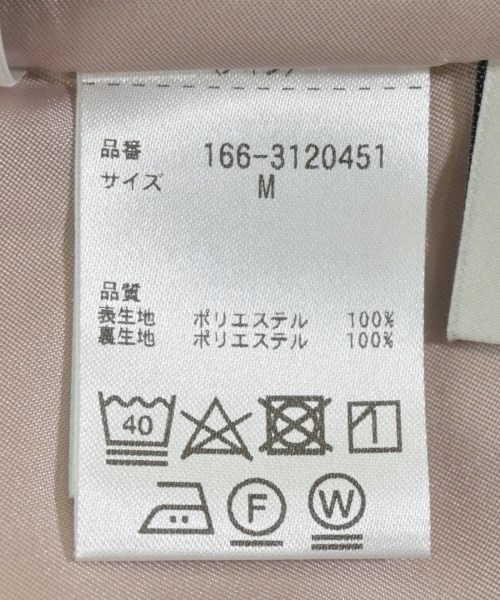 品番 166-3120451
サイズ M
品質
表生地 ポリエステル 100%
裏生地 ポリエステル 100%
40
F W